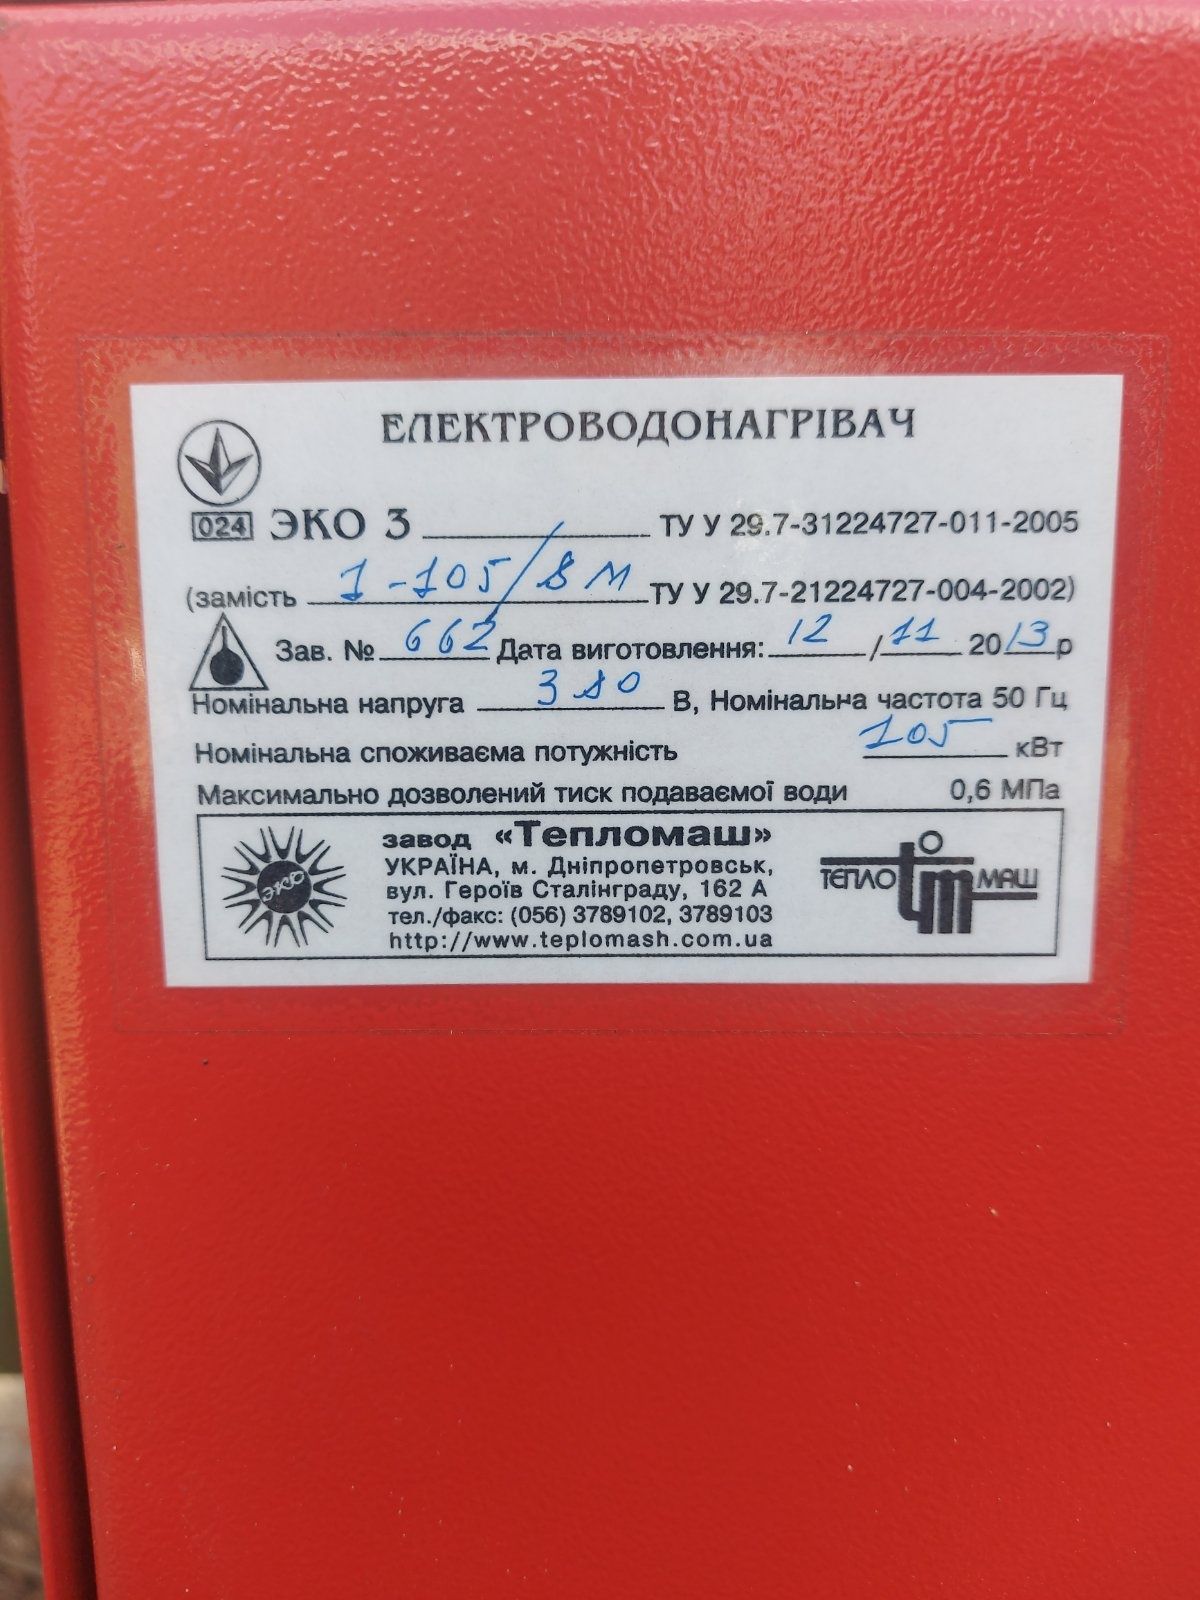 ЕЛЕКТРОВОДОНАГРІВАЧ
024 ЭКО 3 ТУ У 29.7-31224727-011-2005
(замість 1-105/8М ТУ У 29.7-21224727-004-2002)
Зав. № 662 Дата виготовлення: 12 / 11 2013р
Номінальна напруга 380 В, Номінальна частота 50 Гц
Номінальна споживаєма потужність 105 кВт
Максимально дозволений тиск подаваємої води 0,6 МПа
завод «Тепломаш»
УКРАЇНА, м. Дніпропетровськ,
вул. Героїв Сталінграду, 162 А
тел./факс: (056) 3789102, 3789103
http://www.teplomash.com.ua
эко
ТЕПЛО тм МАШ